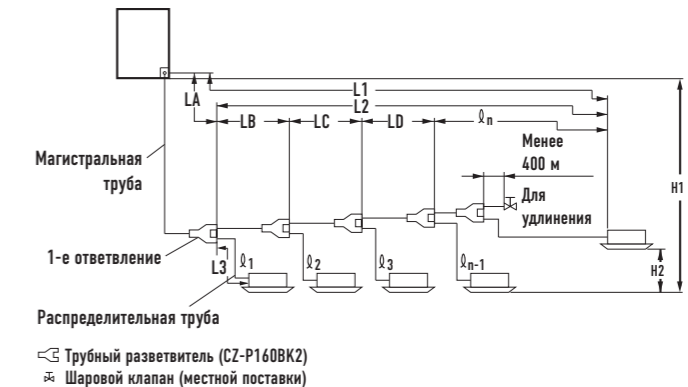 L1
L2
LA
LB
LC
LD
ℓn
Менее
400 м
Магистральная
труба
H1
Для
удлинения
1-е ответвление
L3
ℓ1
ℓ2
ℓ3
ℓn-1
H2
Распределительная труба
Трубный разветвитель (CZ-P160BK2)
Шаровой клапан (местной поставки)